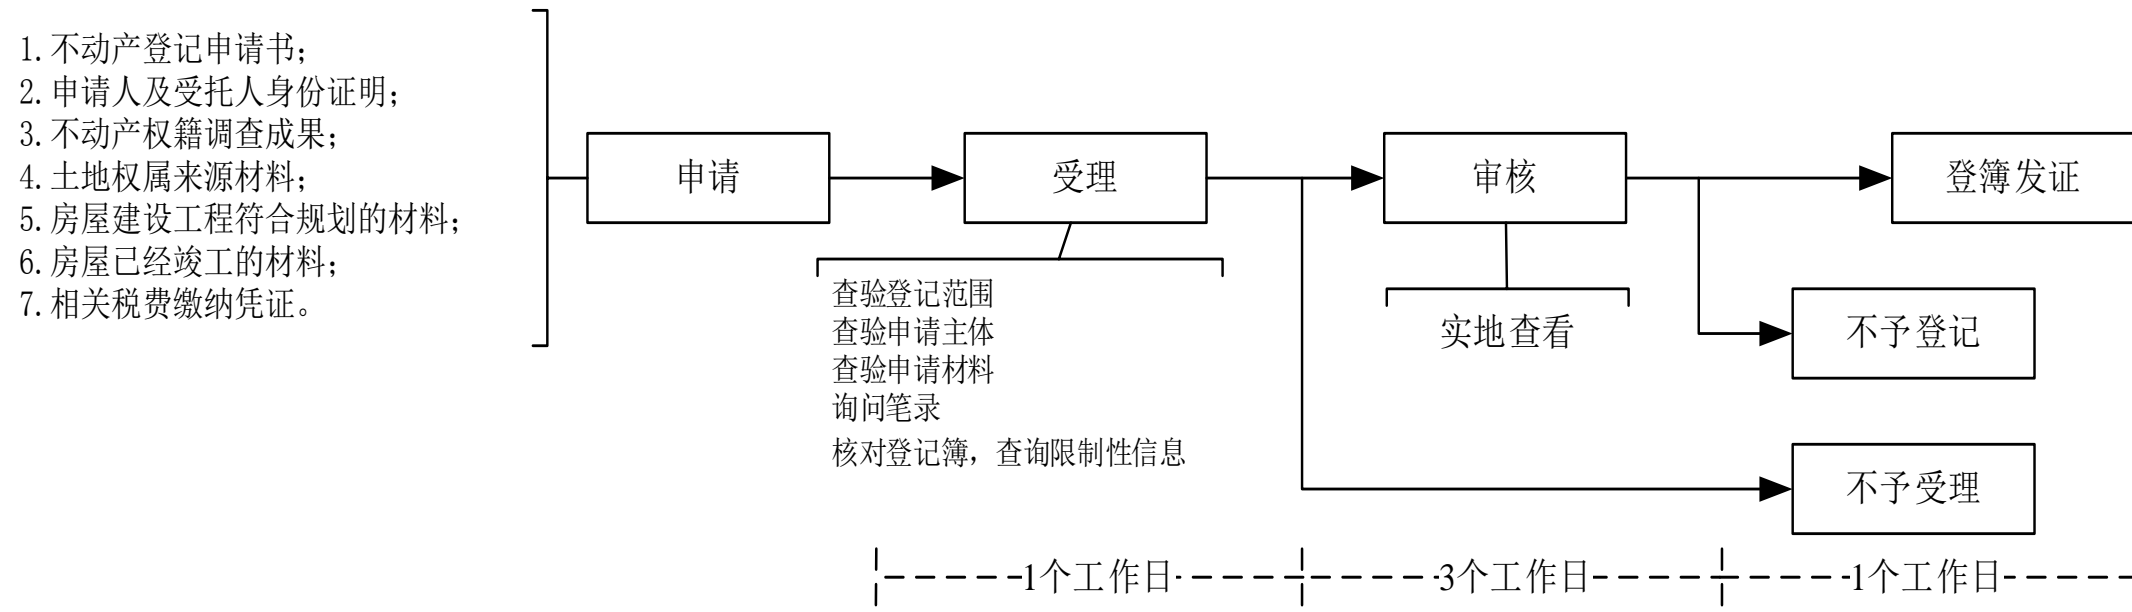 1.不动产登记申请书；
2.申请人及受托人身份证明；
3.不动产权籍调查成果；
4.土地权属来源材料；
5.房屋建设工程符合规划的材料；
6.房屋已经竣工的材料；
7.相关税费缴纳凭证。
申请
受理
审核
登簿发证
查验登记范围
查验申请主体
查验申请材料
询问笔录
核对登记簿，查询限制性信息
实地查看
不予登记
不予受理
1个工作日
3个工作日
1个工作日